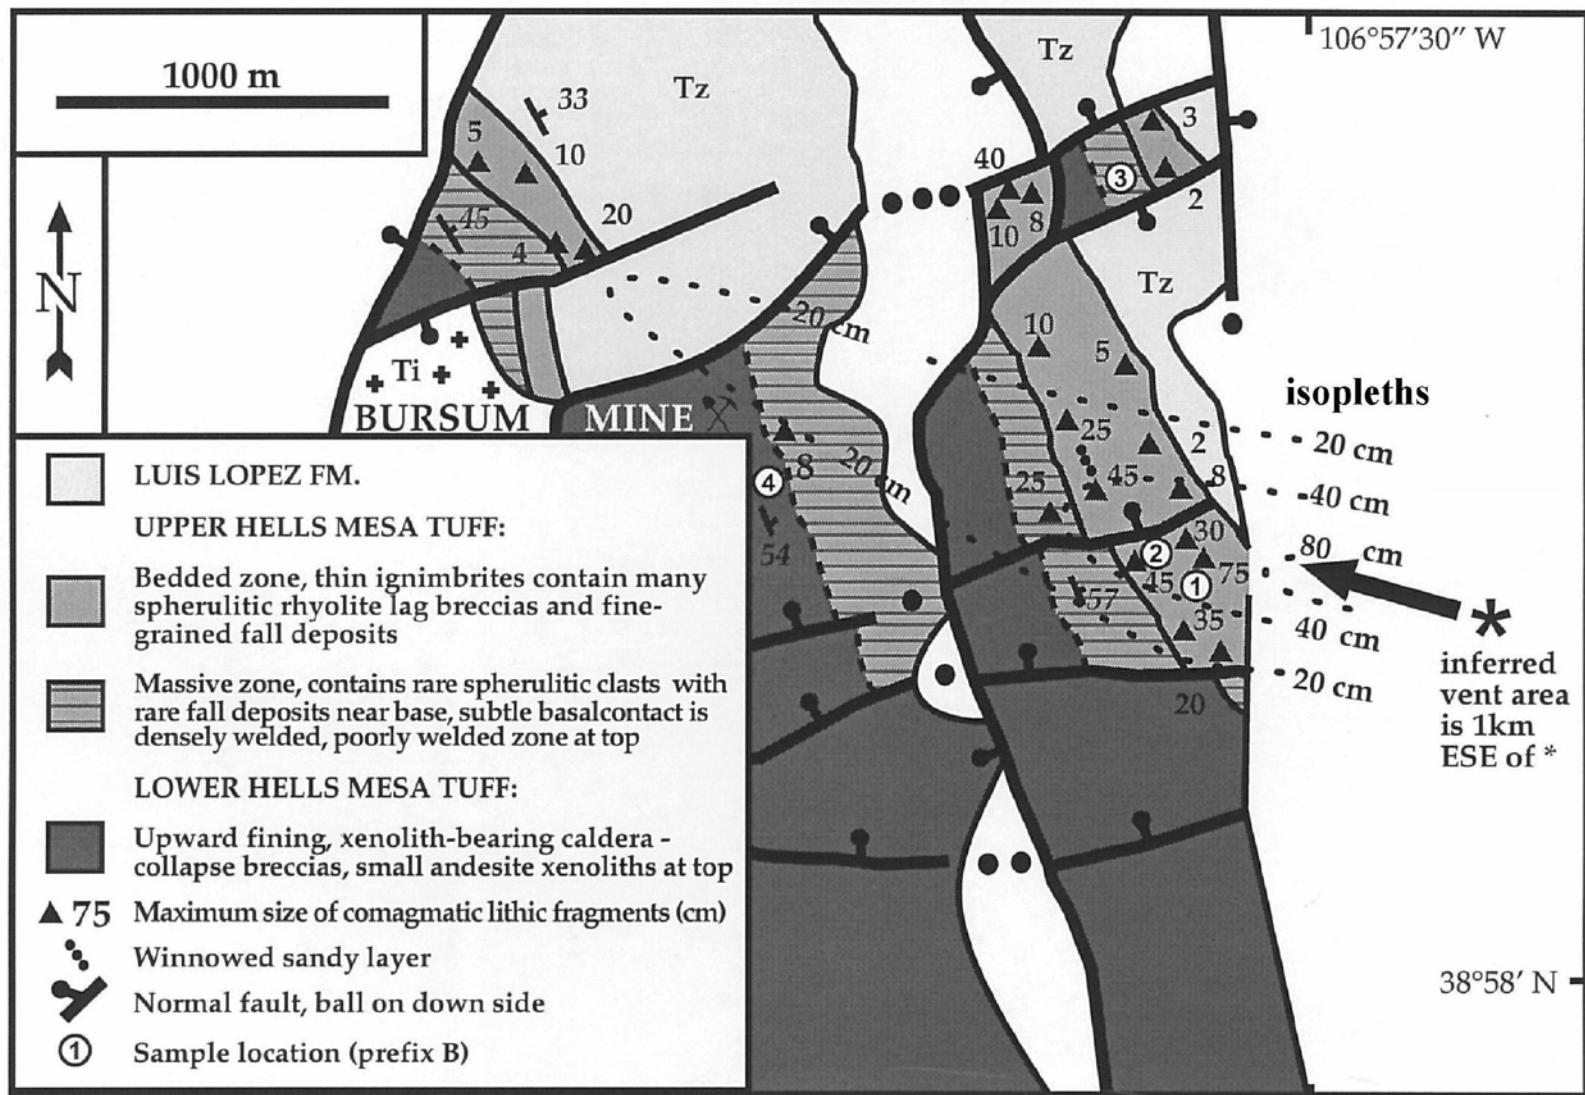 1000 m
106°57'30" W
N
33
Tz
Tz
5
10
3
40
3
20
45
4
10
8
2
Tz
20 cm
10
5
Ti
BURSUM MINE
isopleths
25
2
20 cm
8
20 cm
4
25
45
8
40 cm
30
2
80 cm
54
45
75
1
57
35
40 cm
*
20 cm
20
inferred
vent area
is 1km
ESE of *
38°58' N
LUIS LOPEZ FM.
UPPER HELLS MESA TUFF:
Bedded zone, thin ignimbrites contain many
spherulitic rhyolite lag breccias and fine-
grained fall deposits
Massive zone, contains rare spherulitic clasts with
rare fall deposits near base, subtle basalcontact is
densely welded, poorly welded zone at top
LOWER HELLS MESA TUFF:
Upward fining, xenolith-bearing caldera -
collapse breccias, small andesite xenoliths at top
75 Maximum size of comagmatic lithic fragments (cm)
Winnowed sandy layer
Normal fault, ball on down side
1 Sample location (prefix B)